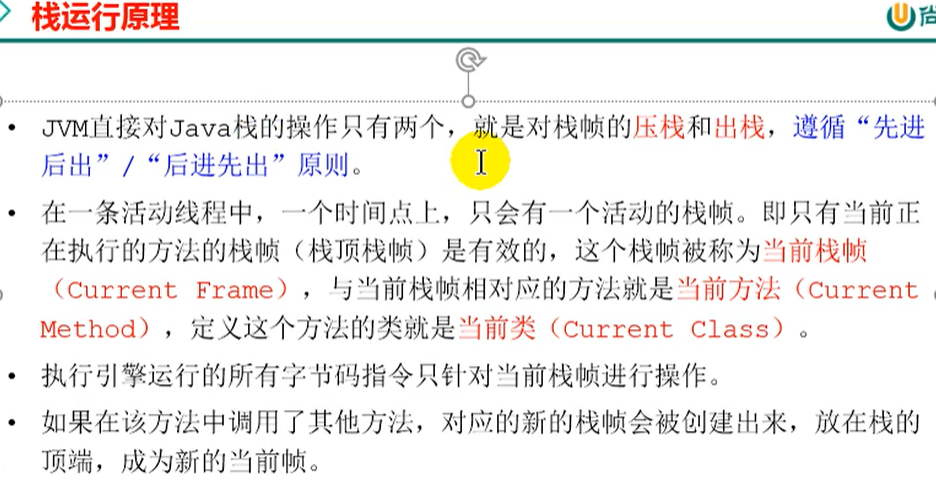 栈运行原理
尚
• JVM直接对Java栈的操作只有两个，就是对栈帧的压栈和出栈，遵循“先进
后出”/“后进先出”原则。
• 在一条活动线程中，一个时间点上，只会有一个活动的栈帧。即只有当前正
在执行的方法的栈帧（栈顶栈帧）是有效的，这个栈帧被称为当前栈帧
（Current Frame），与当前栈帧相对应的方法就是当前方法（Current
Method），定义这个方法的类就是当前类（Current Class）。
• 执行引擎运行的所有字节码指令只针对当前栈帧进行操作。
• 如果在该方法中调用了其他方法，对应的新的栈帧会被创建出来，放在栈的
顶端，成为新的当前帧。